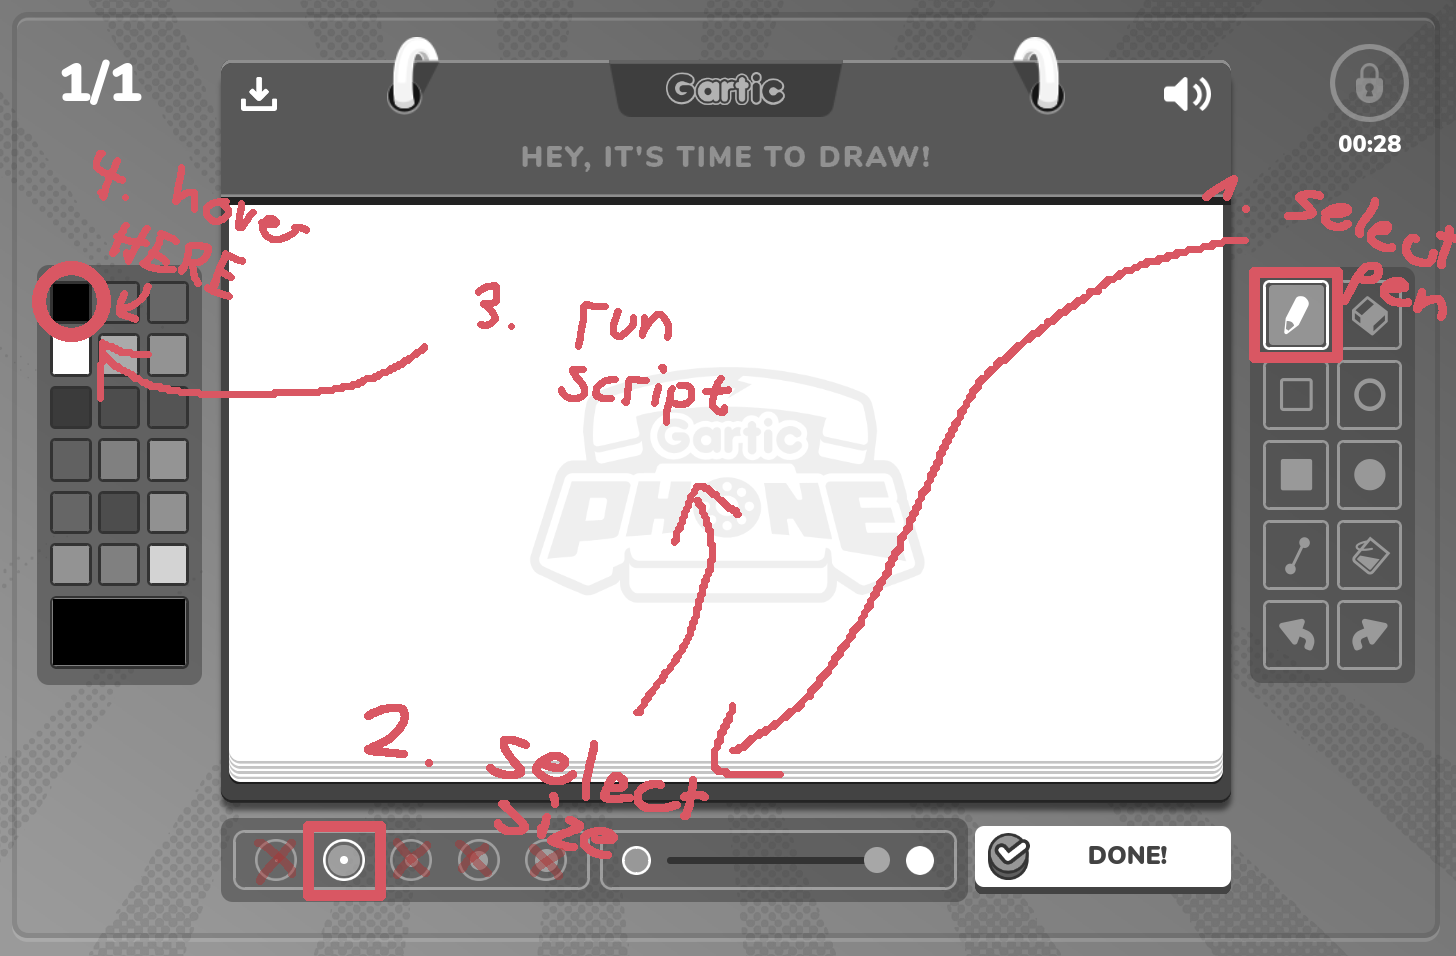 1/1
Gartic
HEY, IT'S TIME TO DRAW!
00:28
4. hover
HERE
1. select
pen
3. run
script
Gartic
PHONE
2. select
size
DONE!